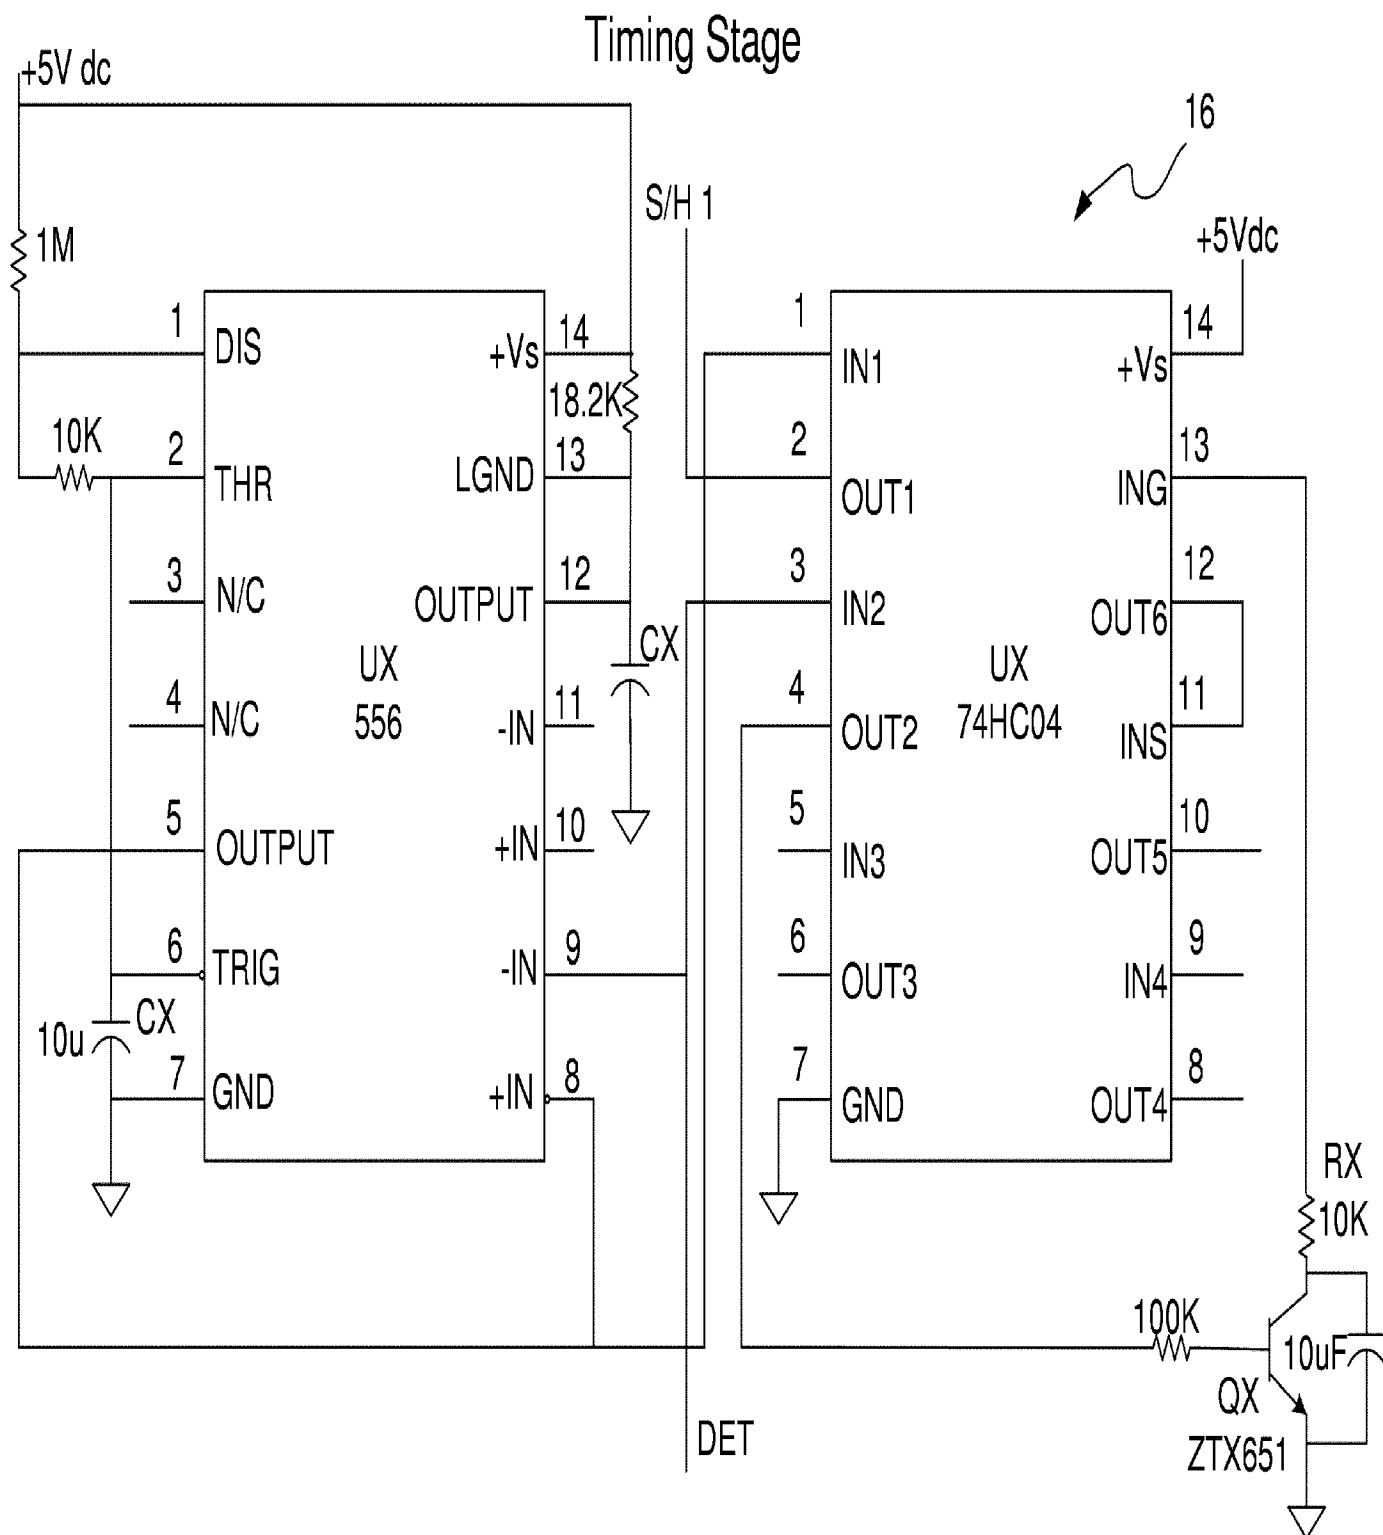 Timing Stage
+5V dc
16
S/H 1
+5Vdc
1M
1
DIS
+Vs
14
18.2K
10K
2
THR
LGND
13
3
N/C
OUTPUT
12
CX
UX
556
4
N/C
-IN
11
5
OUTPUT
+IN
10
6
TRIG
-IN
9
10u
CX
7
GND
+IN
8
1
IN1
+Vs
14
2
OUT1
ING
13
3
IN2
OUT6
12
UX
74HC04
4
OUT2
INS
11
5
IN3
OUT5
10
6
OUT3
IN4
9
7
GND
OUT4
8
RX
10K
100K
10uF
QX
ZTX651
DET